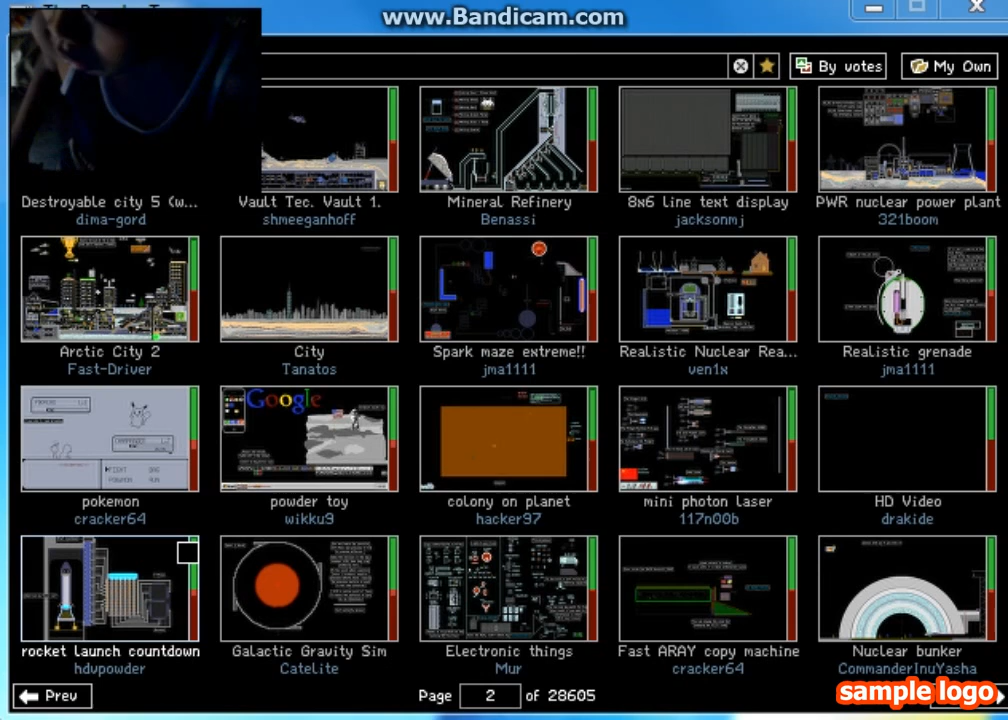 www.Bandicam.com
By votes
My Own
Destroyable city 5 (w...
dima-gord
Vault Tec. Vault 1.
shmeeganhoff
Mineral Refinery
Benassi
8x6 line text display
jacksonmj
PWR nuclear power plant
321boom
Arctic City 2
Fast-Driver
City
Tanatos
Spark maze extreme!!
jma1111
Realistic Nuclear Rea...
ven1x
Realistic grenade
jma1111
Google
pokemon
cracker64
powder toy
wikku9
colony on planet
hacker97
mini photon laser
117n00b
HD Video
drakide
rocket launch countdown
hdvpowder
Galactic Gravity Sim
Catelite
Electronic things
Mur
Fast ARAY copy machine
cracker64
Nuclear bunker
CommanderInuYasha
Prev
Page 2 of 28605
sample logo